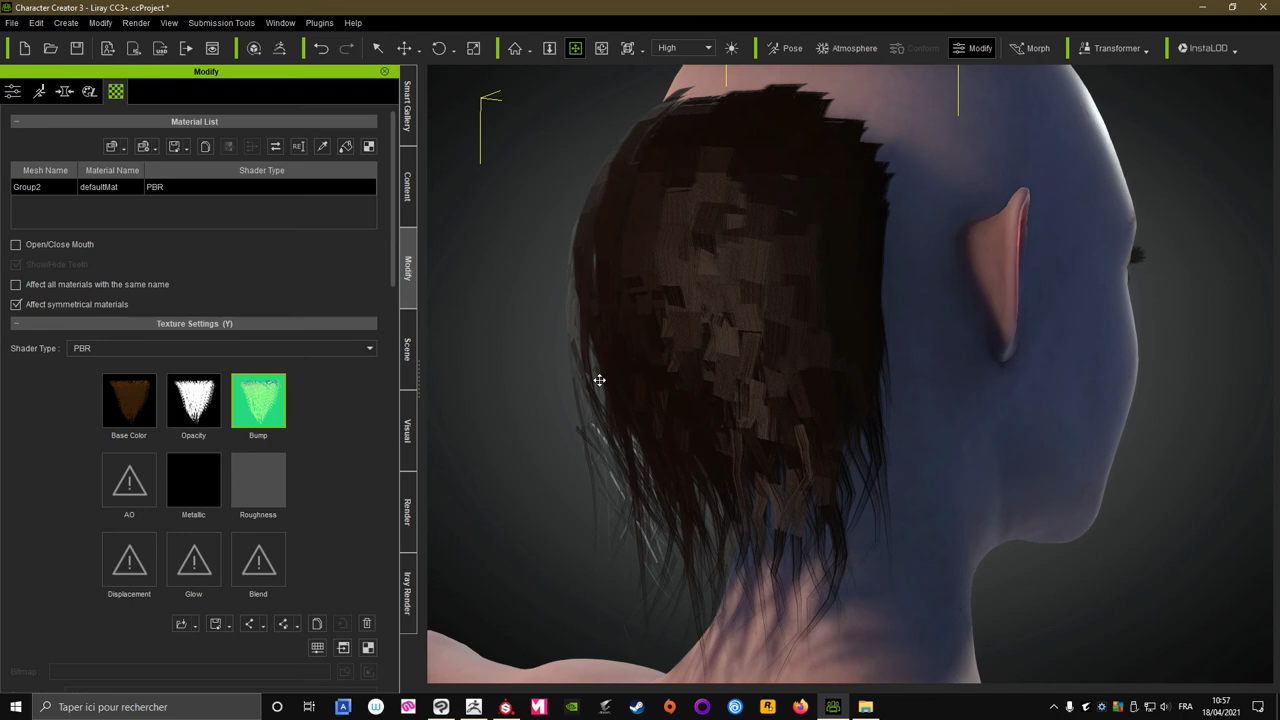 Character Creator 3 - Liray CC3+.ccProject *
File Edit Create Modify Render Submission Tools Window Plugins Help
High Pose Atmosphere Conform Modify Morph Transformer InstaLOD
Modify
Material List
Mesh Name Material Name Shader Type
Group2 defaultMat PBR
Open/Close Mouth
Show/Hide Teeth
Affect all materials with the same name
Affect symmetrical materials
Texture Settings (Y)
Shader Type : PBR
Base Color Opacity Bump
AO Metallic Roughness
Displacement Glow Blend
Bitmap :
Smart Gallery
Content
Modify
Scene
Visual
Render
Iray Render
Taper ici pour rechercher
FRA
10:57
18/04/2021